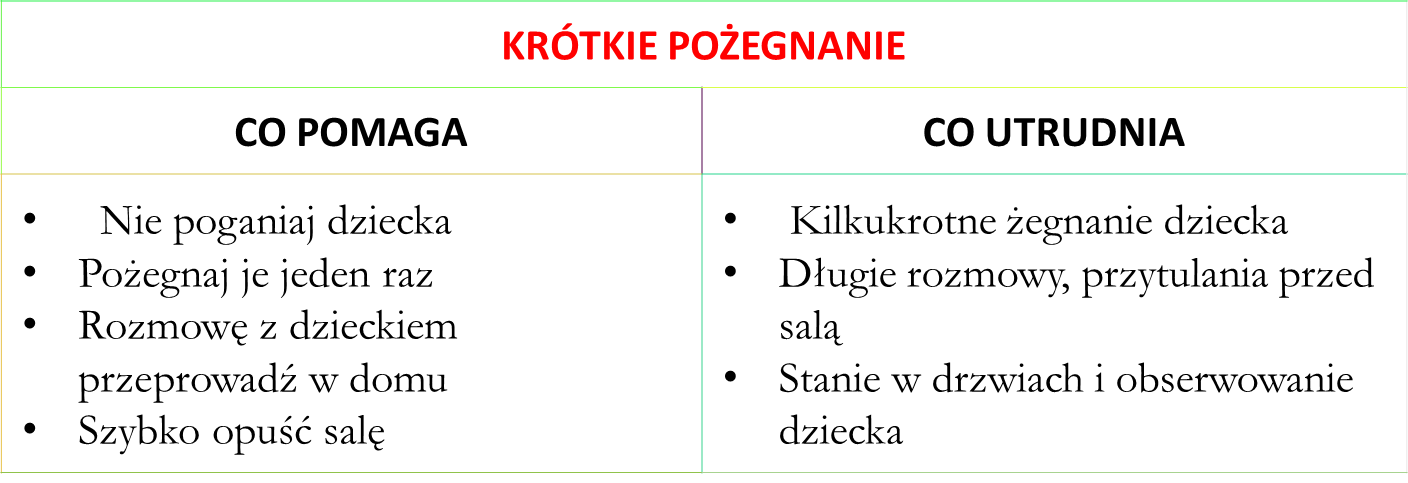 KRÓTKIE POŻEGNANIE
CO POMAGA
CO UTRUDNIA
• Nie poganiaj dziecka
• Pożegnaj je jeden raz
• Rozmowę z dzieckiem
przeprowadź w domu
• Szybko opuść salę
• Kilkukrotne żegnanie dziecka
• Długie rozmowy, przytulania przed
salą
• Stanie w drzwiach i obserwowanie
dziecka